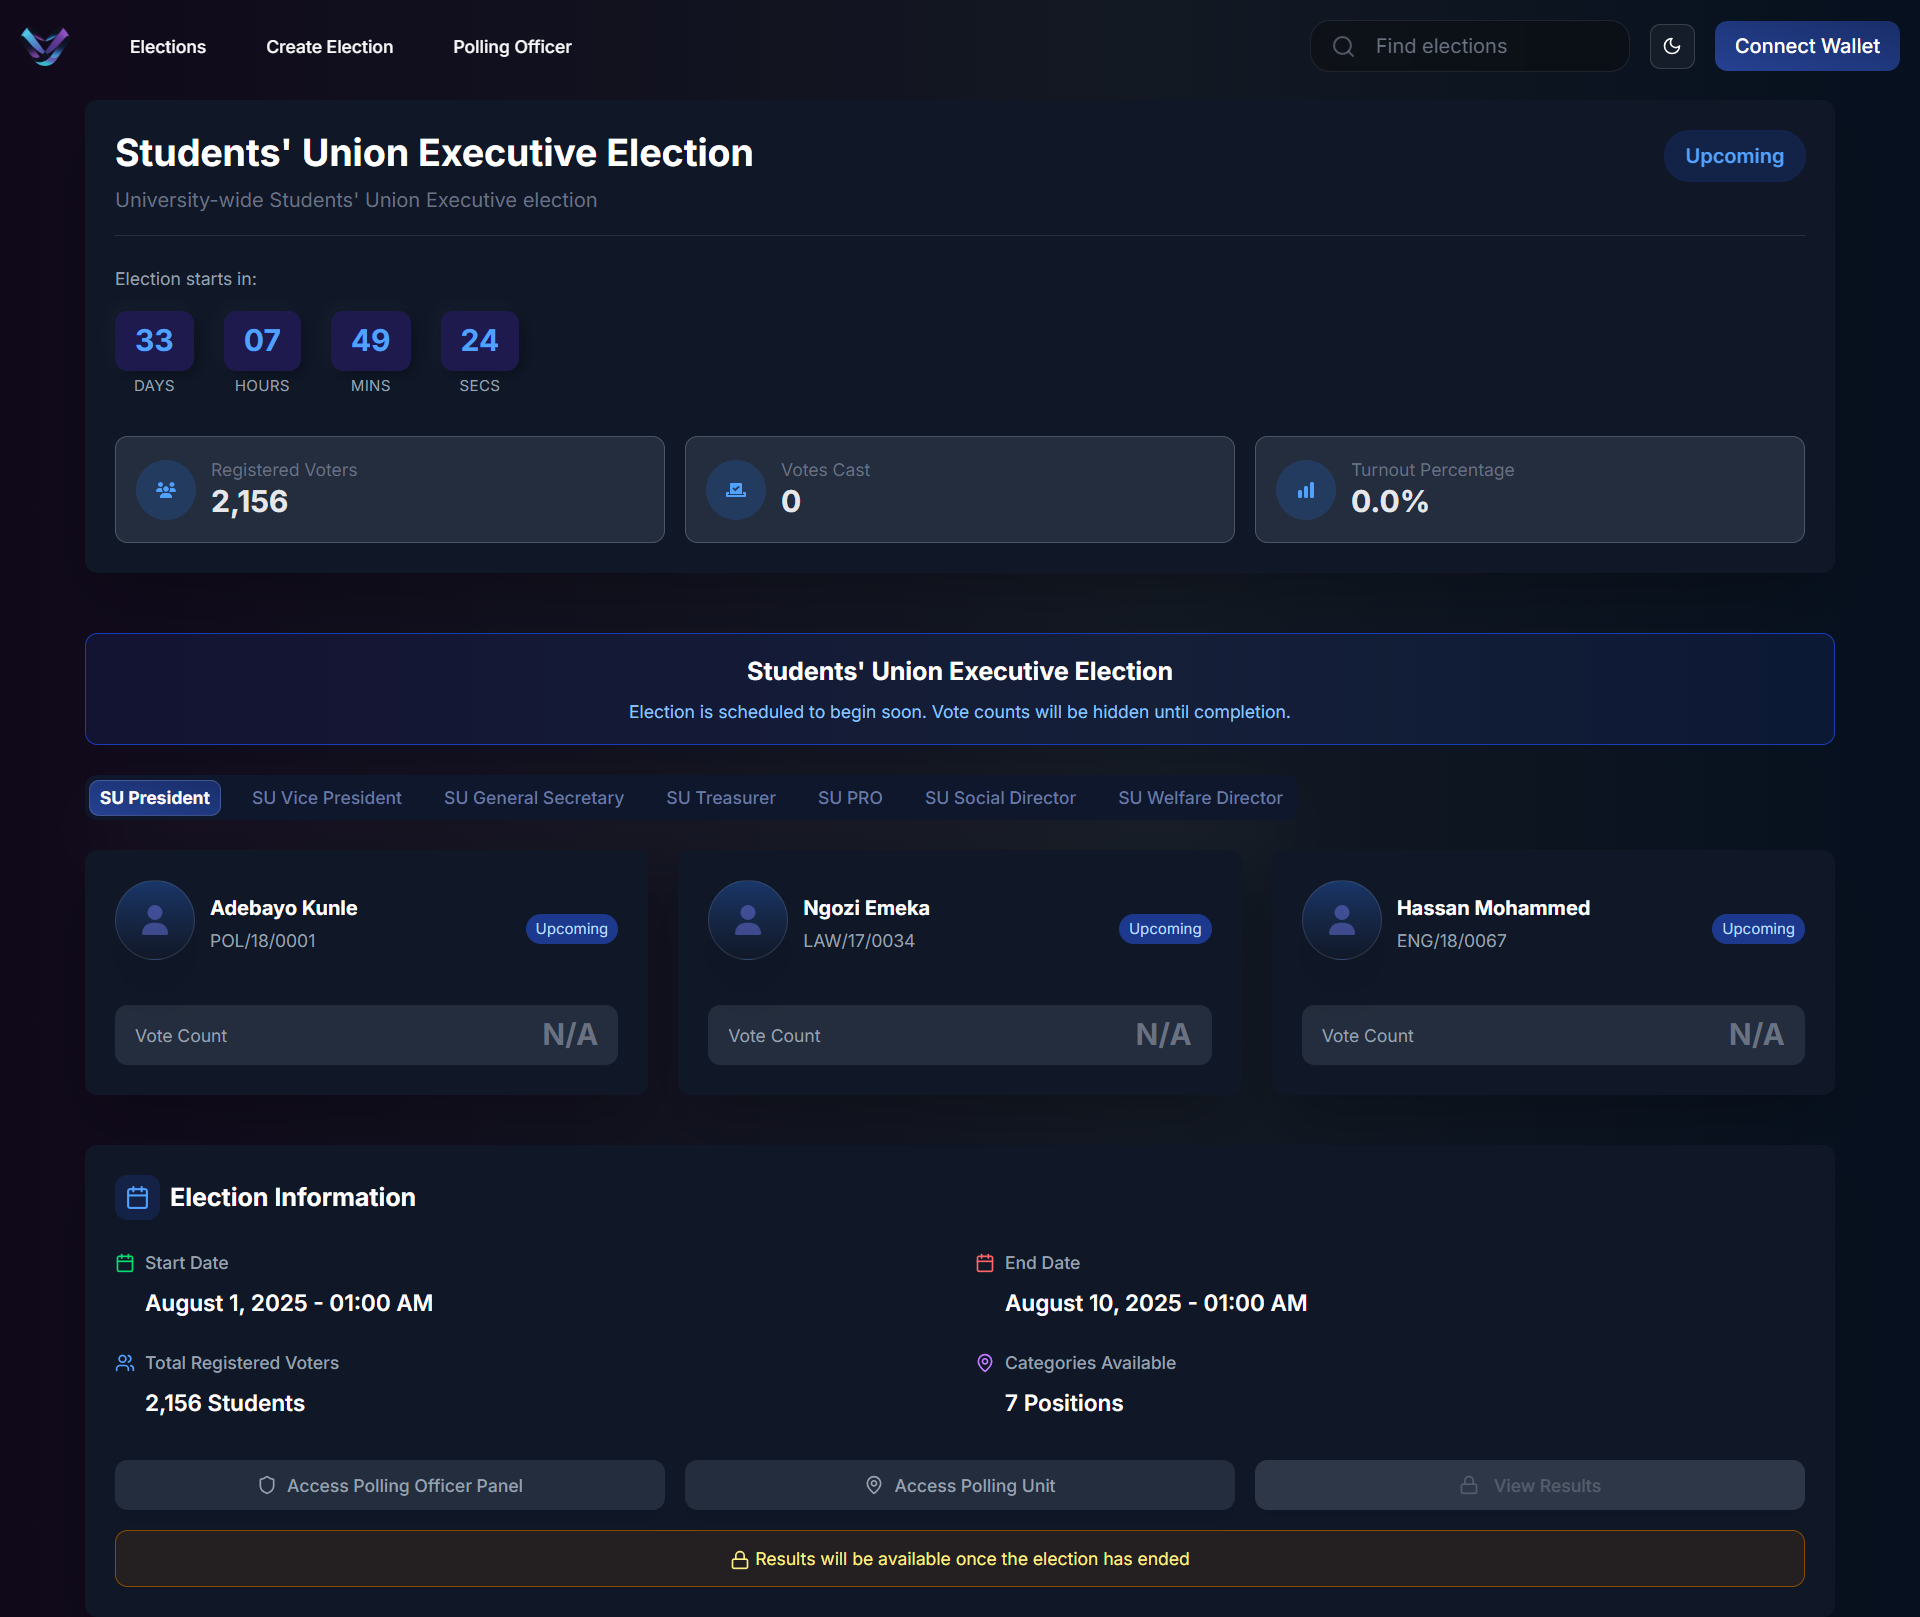 Elections
Create Election
Polling Officer
Find elections
Connect Wallet
Students' Union Executive Election
Upcoming
University-wide Students' Union Executive election
Election starts in:
33 07 49 24
DAYS HOURS MINS SECS
Registered Voters
2,156
Votes Cast
0
Turnout Percentage
0.0%
Students' Union Executive Election
Election is scheduled to begin soon. Vote counts will be hidden until completion.
SU President SU Vice President SU General Secretary SU Treasurer SU PRO SU Social Director SU Welfare Director
Adebayo Kunle
POL/18/0001
Upcoming
Vote Count N/A
Ngozi Emeka
LAW/17/0034
Upcoming
Vote Count N/A
Hassan Mohammed
ENG/18/0067
Upcoming
Vote Count N/A
Election Information
Start Date
August 1, 2025 - 01:00 AM
End Date
August 10, 2025 - 01:00 AM
Total Registered Voters
2,156 Students
Categories Available
7 Positions
Access Polling Officer Panel
Access Polling Unit
View Results
Results will be available once the election has ended